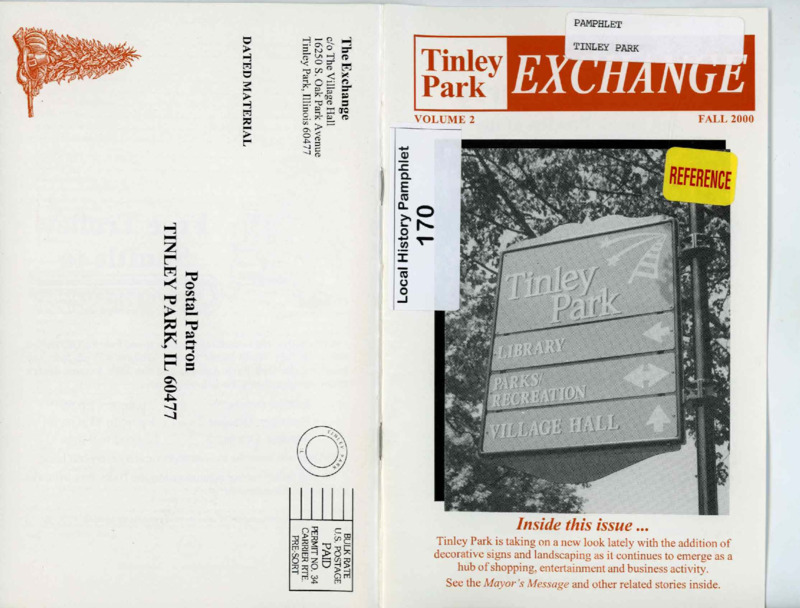 The Exchange
c/o The Village Hall
16250 S. Oak Park Avenue
Tinley Park, Illinois 60477
DATED MATERIAL
Postal Patron
TINLEY PARK, IL 60477
TINLEY PARK
BULK RATE
U.S. POSTAGE
PAID
PERMIT NO. 34
CARRIER RTE.
PRE-SORT
PAMPHLET
TINLEY PARK
Tinley
Park
EXCHANGE
VOLUME 2
FALL 2000
Local History Pamphlet
170
REFERENCE
Tinley
Park
LIBRARY
PARKS/
RECREATION
VILLAGE HALL
Inside this issue ...
Tinley Park is taking on a new look lately with the addition of
decorative signs and landscaping as it continues to emerge as a
hub of shopping, entertainment and business activity.
See the Mayor's Message and other related stories inside.